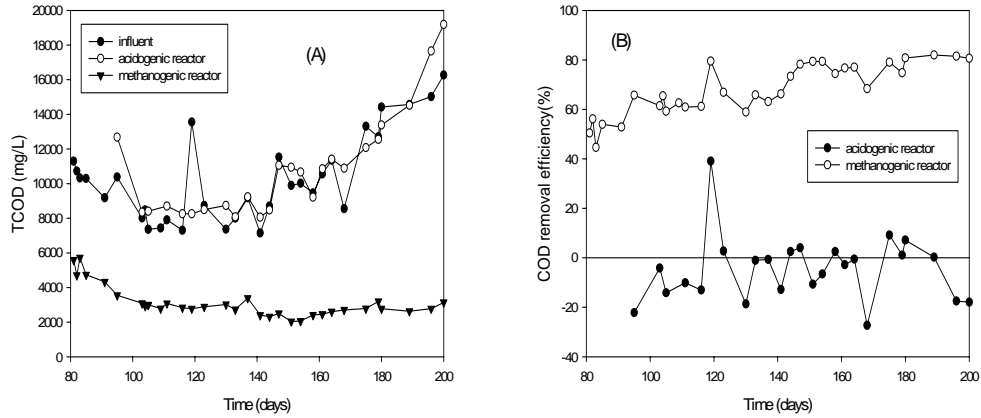 20000
18000
16000
14000
12000
10000
8000
6000
4000
2000
0
TCOD (mg/L)
influent
acidogenic reactor
methanogenic reactor
(A)
80 100 120 140 160 180 200
Time (days)
100
80
60
40
20
0
-20
-40
COD removal efficiency(%)
(B)
acidogenic reactor
methanogenic reactor
80 100 120 140 160 180 200
Time (days)